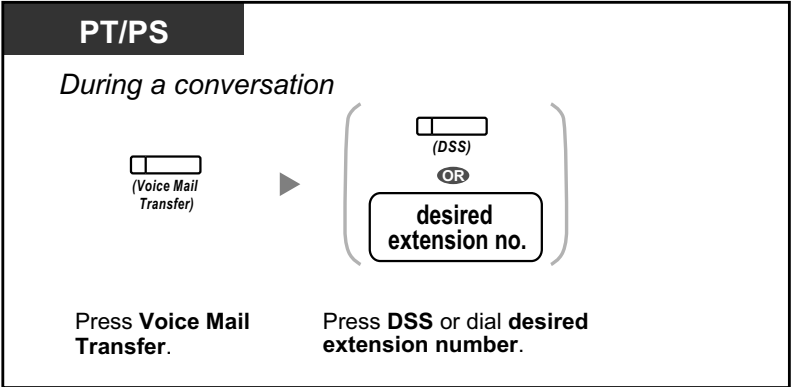 PT/PS
During a conversation
(Voice Mail
Transfer)
(DSS)
OR
desired
extension no.
Press Voice Mail
Transfer.
Press DSS or dial desired
extension number.